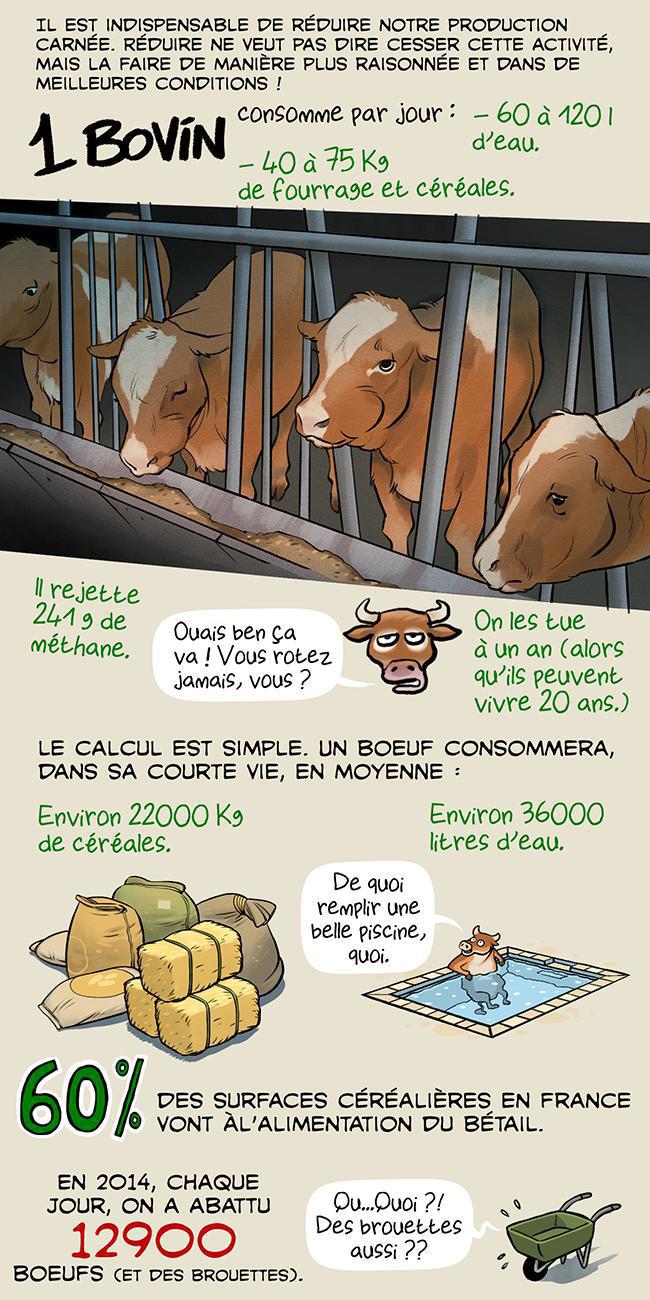 IL EST INDISPENSABLE DE RÉDUIRE NOTRE PRODUCTION
CARNÉE. RÉDUIRE NE VEUT PAS DIRE CESSER CETTE ACTIVITÉ,
MAIS LA FAIRE DE MANIÈRE PLUS RAISONNÉE ET DANS DE
MEILLEURES CONDITIONS !
1 BOVIN
consomme par jour :
– 60 à 120 l
d'eau.
– 40 à 75 Kg
de fourrage et céréales.
Il rejette
241 g de
méthane.
Ouais ben ça
va ! Vous rotez
jamais, vous ?
On les tue
à un an (alors
qu'ils peuvent
vivre 20 ans.)
LE CALCUL EST SIMPLE. UN BOEUF CONSOMMERA,
DANS SA COURTE VIE, EN MOYENNE :
Environ 22000 Kg
de céréales.
Environ 36000
litres d'eau.
De quoi
remplir une
belle piscine,
quoi.
60%
DES SURFACES CÉRÉALIÈRES EN FRANCE
VONT ÀL'ALIMENTATION DU BÉTAIL.
EN 2014, CHAQUE
JOUR, ON A ABATTU
12900
BOEUFS (ET DES BROUETTES).
Qu...Quoi ?!
Des brouettes
aussi ??